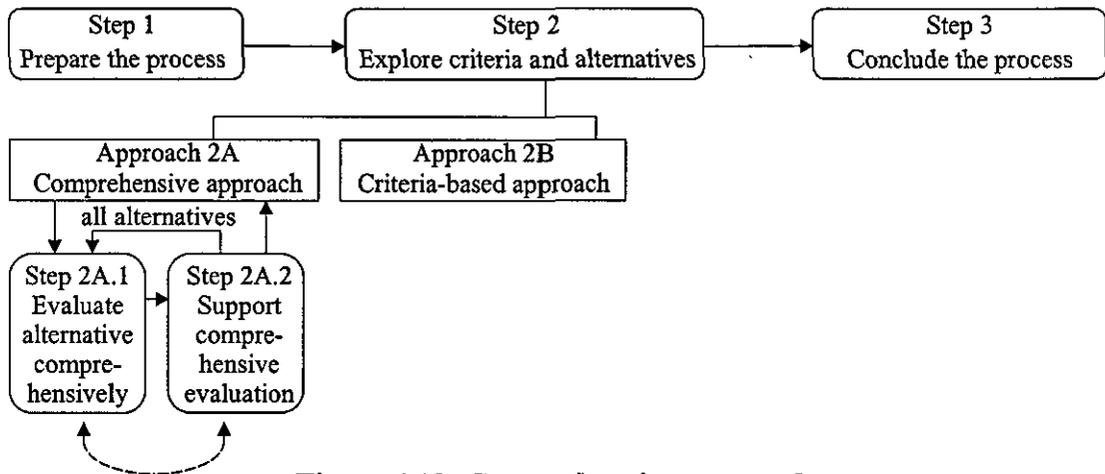 Step 1
Prepare the process
Step 2
Explore criteria and alternatives
Step 3
Conclude the process
Approach 2A
Comprehensive approach
Approach 2B
Criteria-based approach
all alternatives
Step 2A.1
Evaluate
alternative
compre-
hensively
Step 2A.2
Support
compre-
hensive
evaluation